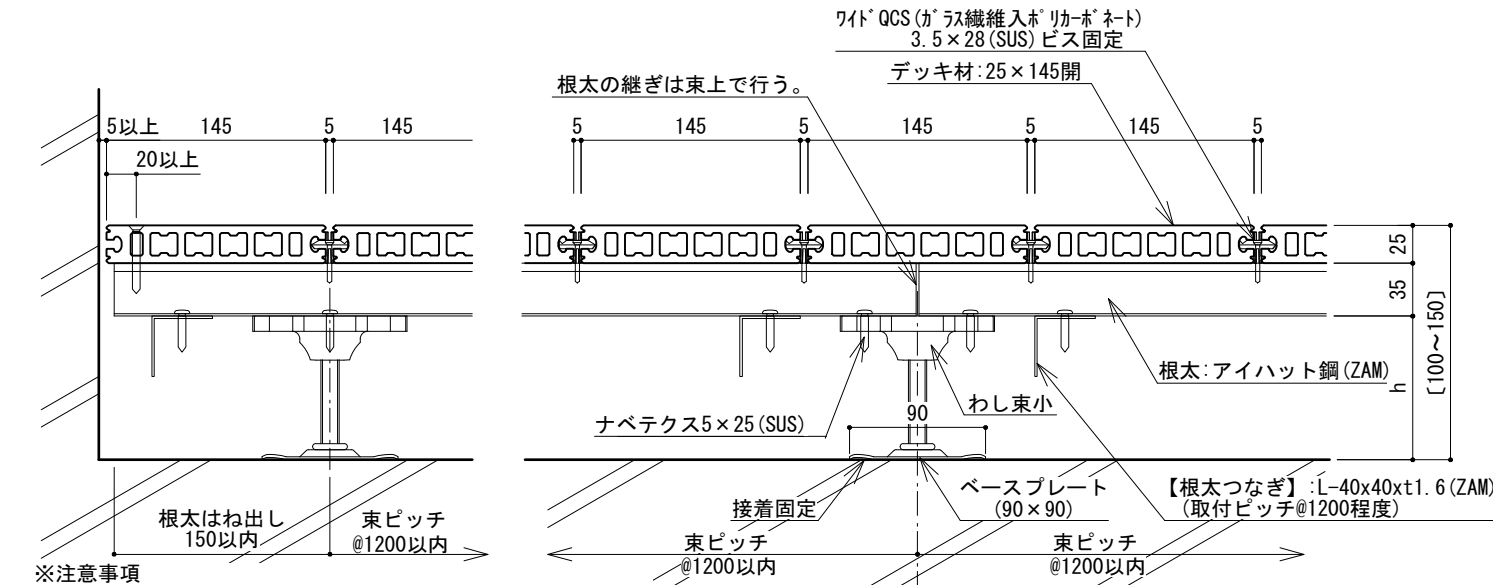 ﾜｲﾄﾞQCS(ｶﾞﾗｽ繊維入ﾎﾟﾘｶｰﾎﾞﾈｰﾄ)
3.5×28(SUS)ビス固定
デッキ材:25×145開
根太の継ぎは束上で行う。
5以上 145 5 145 5 145 5 145 5 145 5
20以上
25
35
[100~150]
h
根太:アイハット鋼(ZAM)
わし束小
90
ナベテクス5×25(SUS)
接着固定
ベースプレート
(90×90)
【根太つなぎ】:L-40x40xt1.6(ZAM)
(取付ピッチ@1200程度)
根太はね出し
150以内
束ピッチ
@1200以内
束ピッチ
@1200以内
束ピッチ
@1200以内
※注意事項